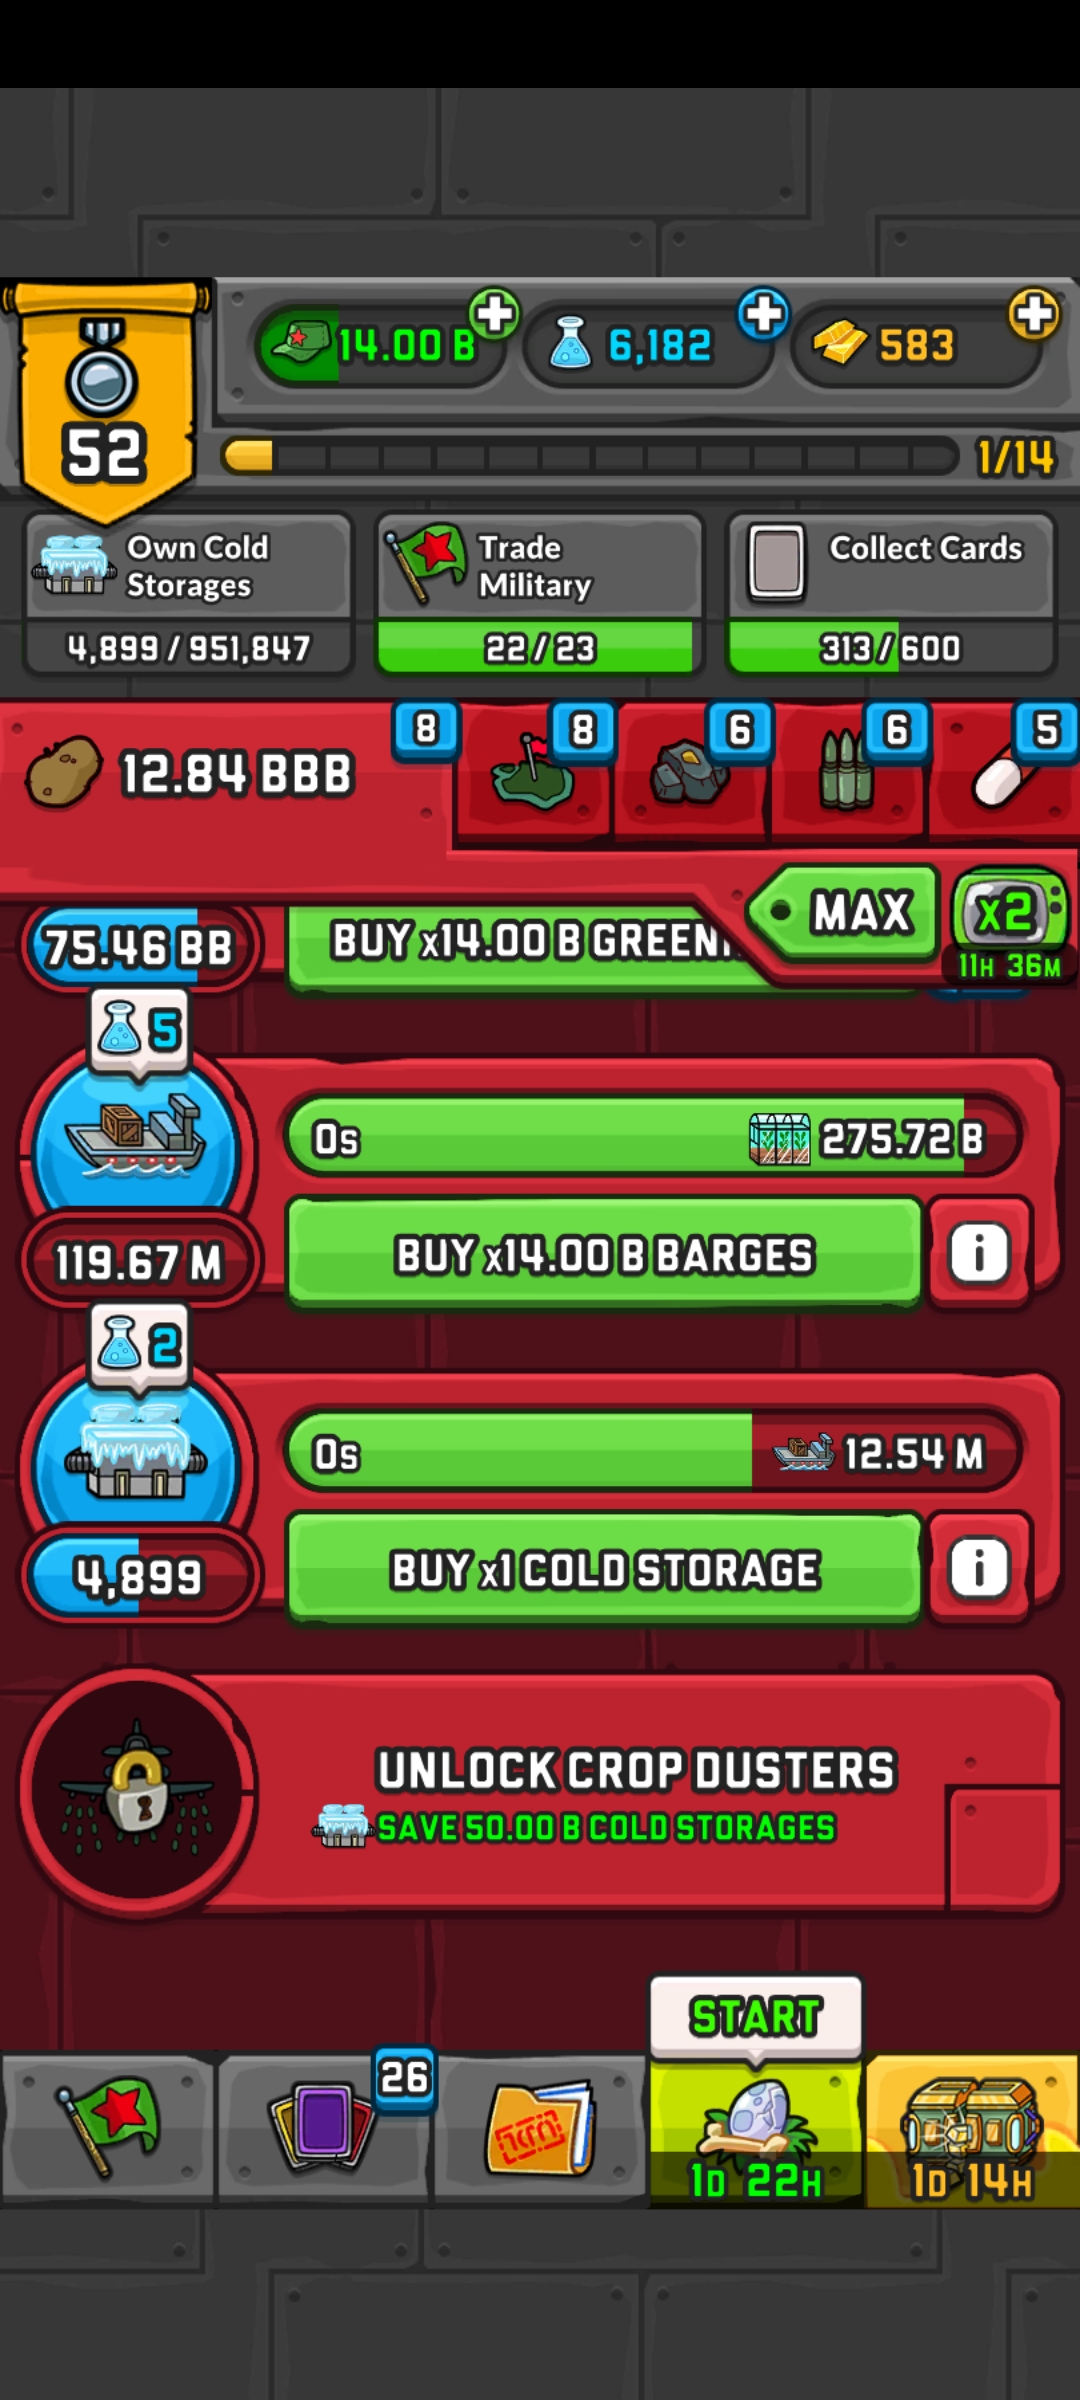 14.00 B
6,182
583
52
1/14
Own Cold
Storages
4,899 / 951,847
Trade
Military
22 / 23
Collect Cards
313 / 600
12.84 BBB
8
8
6
6
5
MAX
x2
11H 36M
75.46 BB
BUY x14.00 B
5
0s
275.72 B
119.67 M
BUY x14.00 B BARGES
i
2
0s
12.54 M
4,899
BUY x1 COLD STORAGE
i
UNLOCK CROP DUSTERS
SAVE 50.00 B COLD STORAGES
START
26
1D 22H
1D 14H